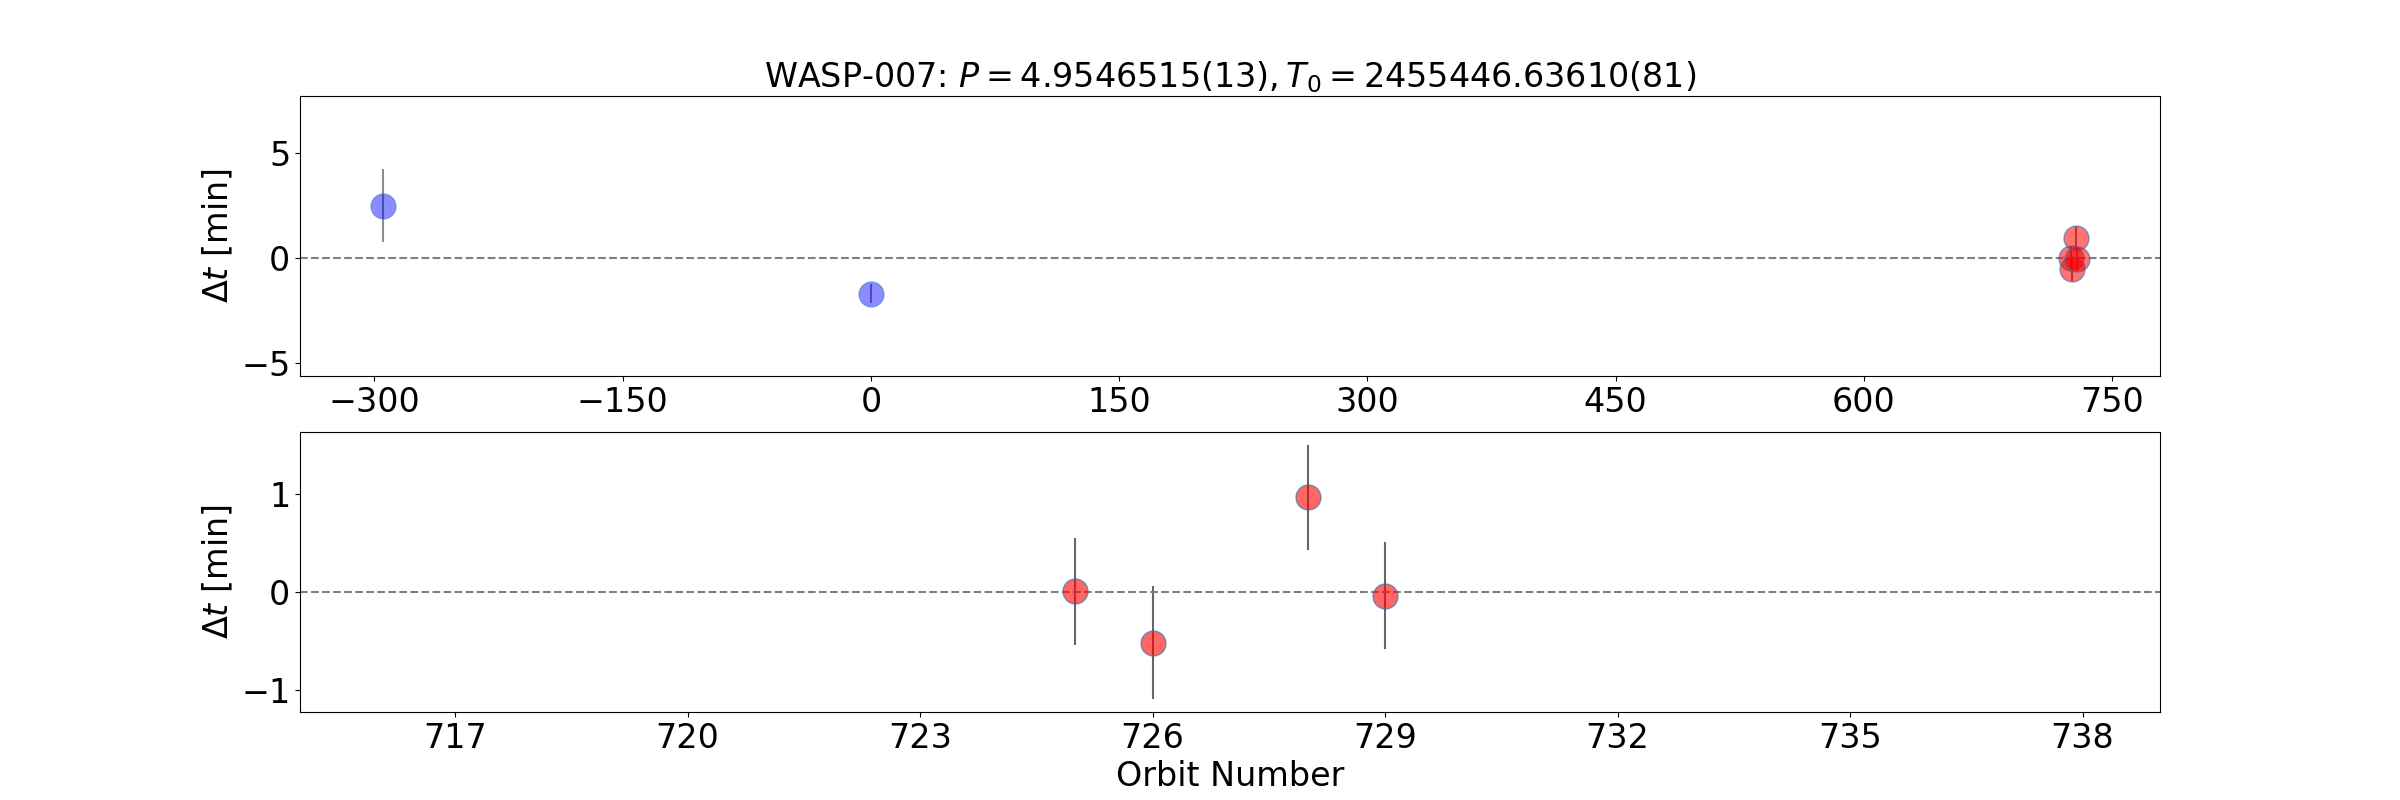 WASP-007: P = 4.9546515(13), T₀ = 2455446.63610(81)
Δt [min]
5
0
−5
−300 −150 0 150 300 450 600 750
Δt [min]
1
0
−1
717 720 723 726 729 732 735 738
Orbit Number